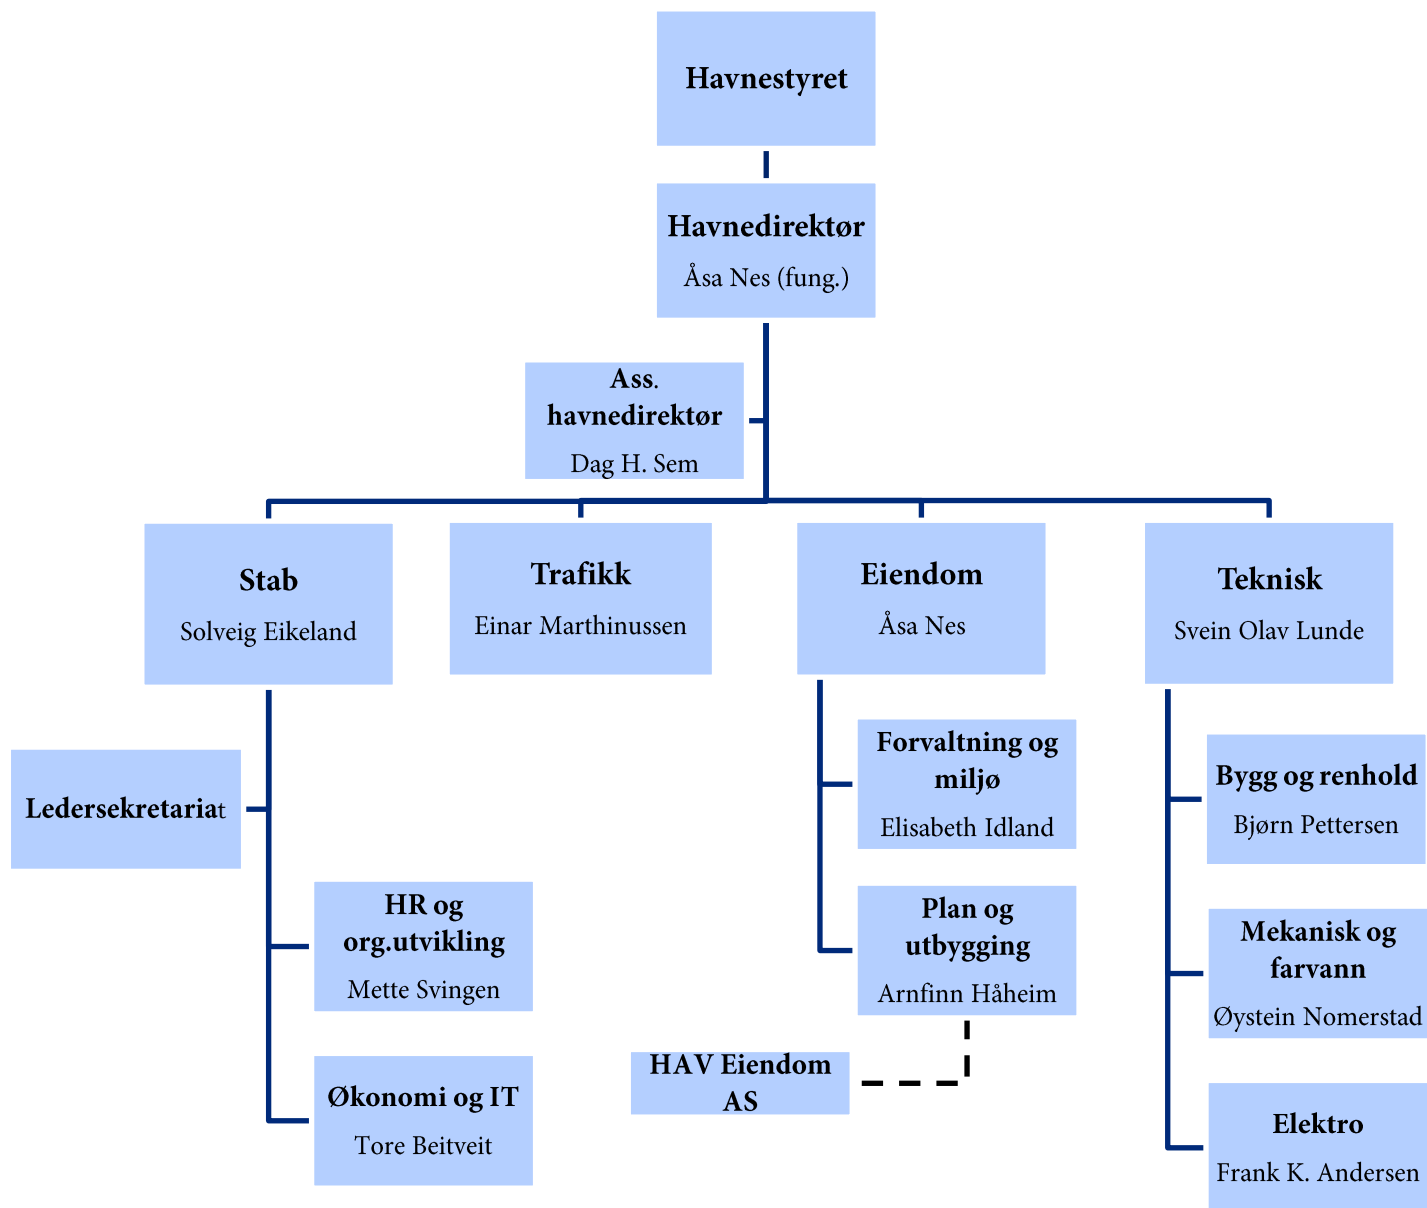 Havnestyret
Havnedirektør
Åsa Nes (fung.)
Ass.
havnedirektør
Dag H. Sem
Stab
Solveig Eikeland
Trafikk
Einar Marthinussen
Eiendom
Åsa Nes
Teknisk
Svein Olav Lunde
Ledersekretariat
HR og
org.utvikling
Mette Svingen
Økonomi og IT
Tore Beitveit
Forvaltning og
miljø
Elisabeth Idland
Plan og
utbygging
Arnfinn Håheim
HAV Eiendom
AS
Bygg og renhold
Bjørn Pettersen
Mekanisk og
farvann
Øystein Nomerstad
Elektro
Frank K. Andersen